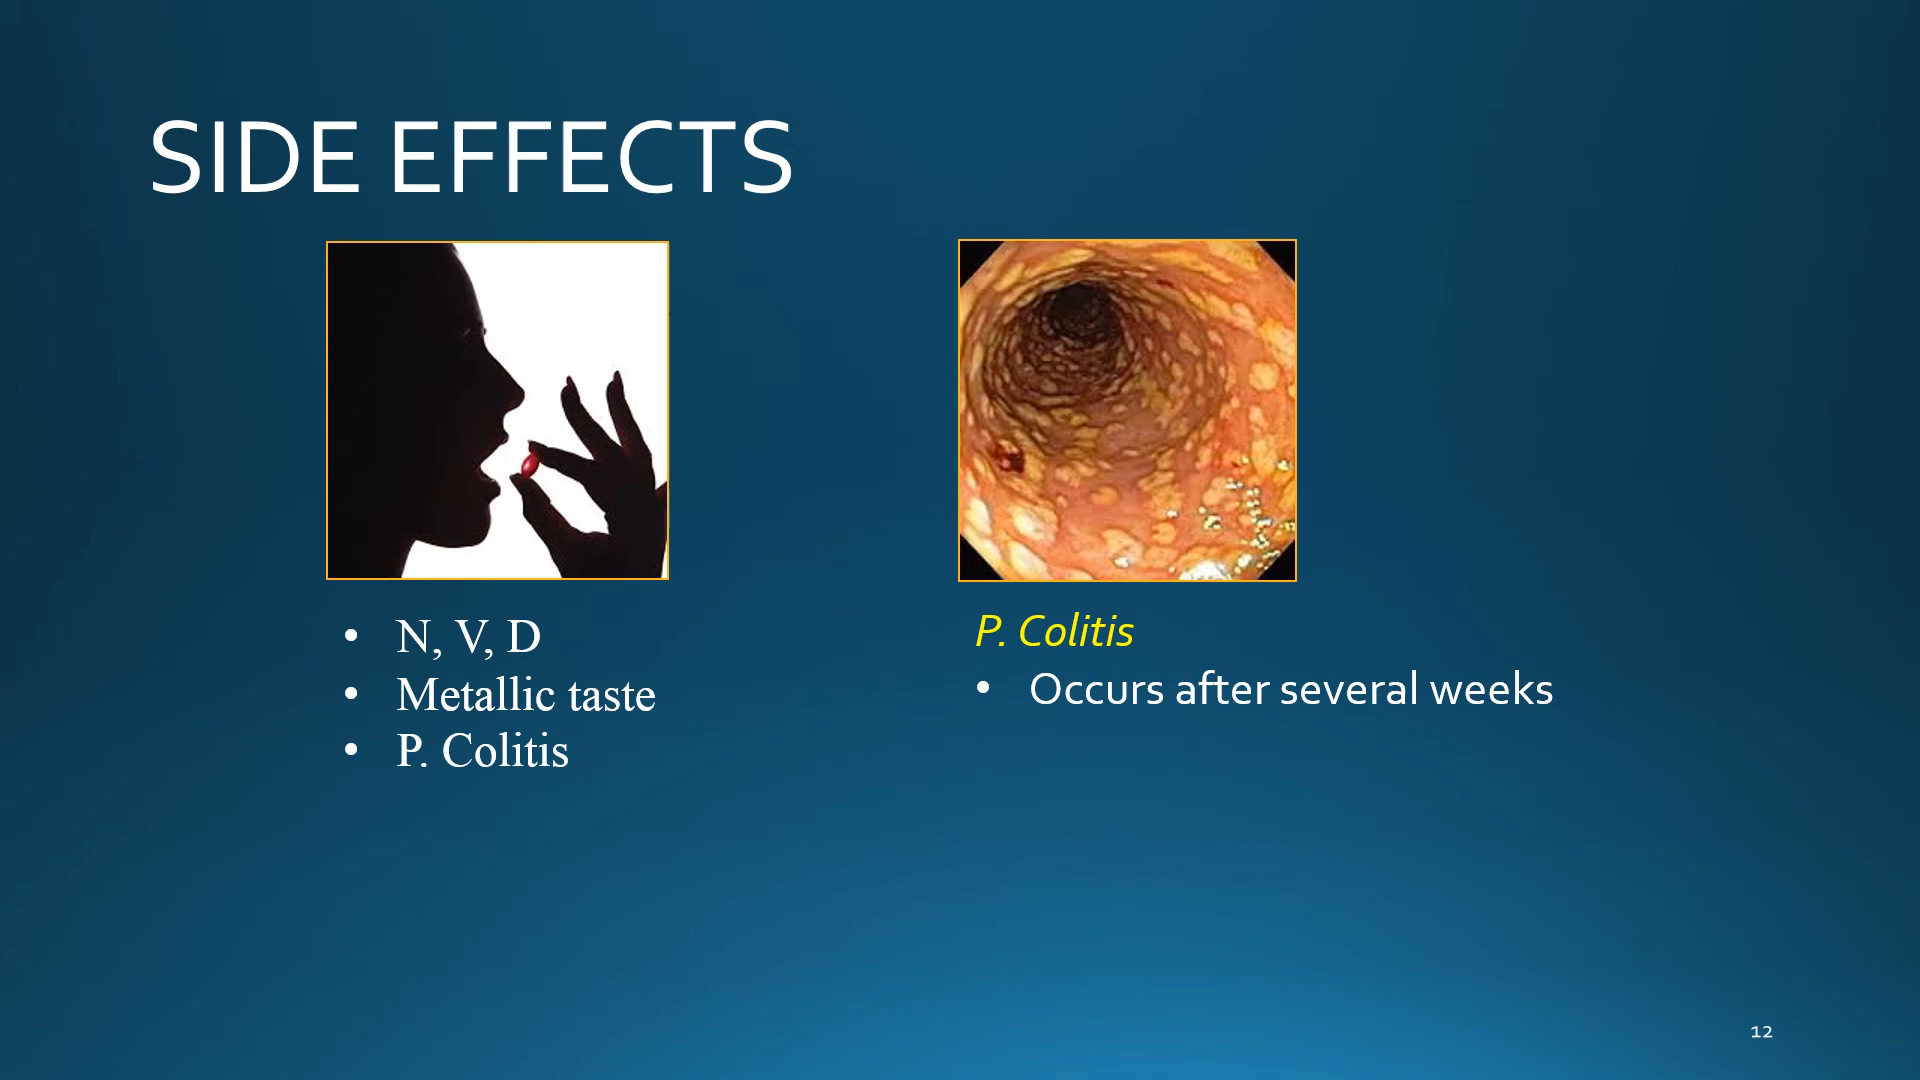 SIDE EFFECTS
• N, V, D
• Metallic taste
• P. Colitis
P. Colitis
• Occurs after several weeks
12